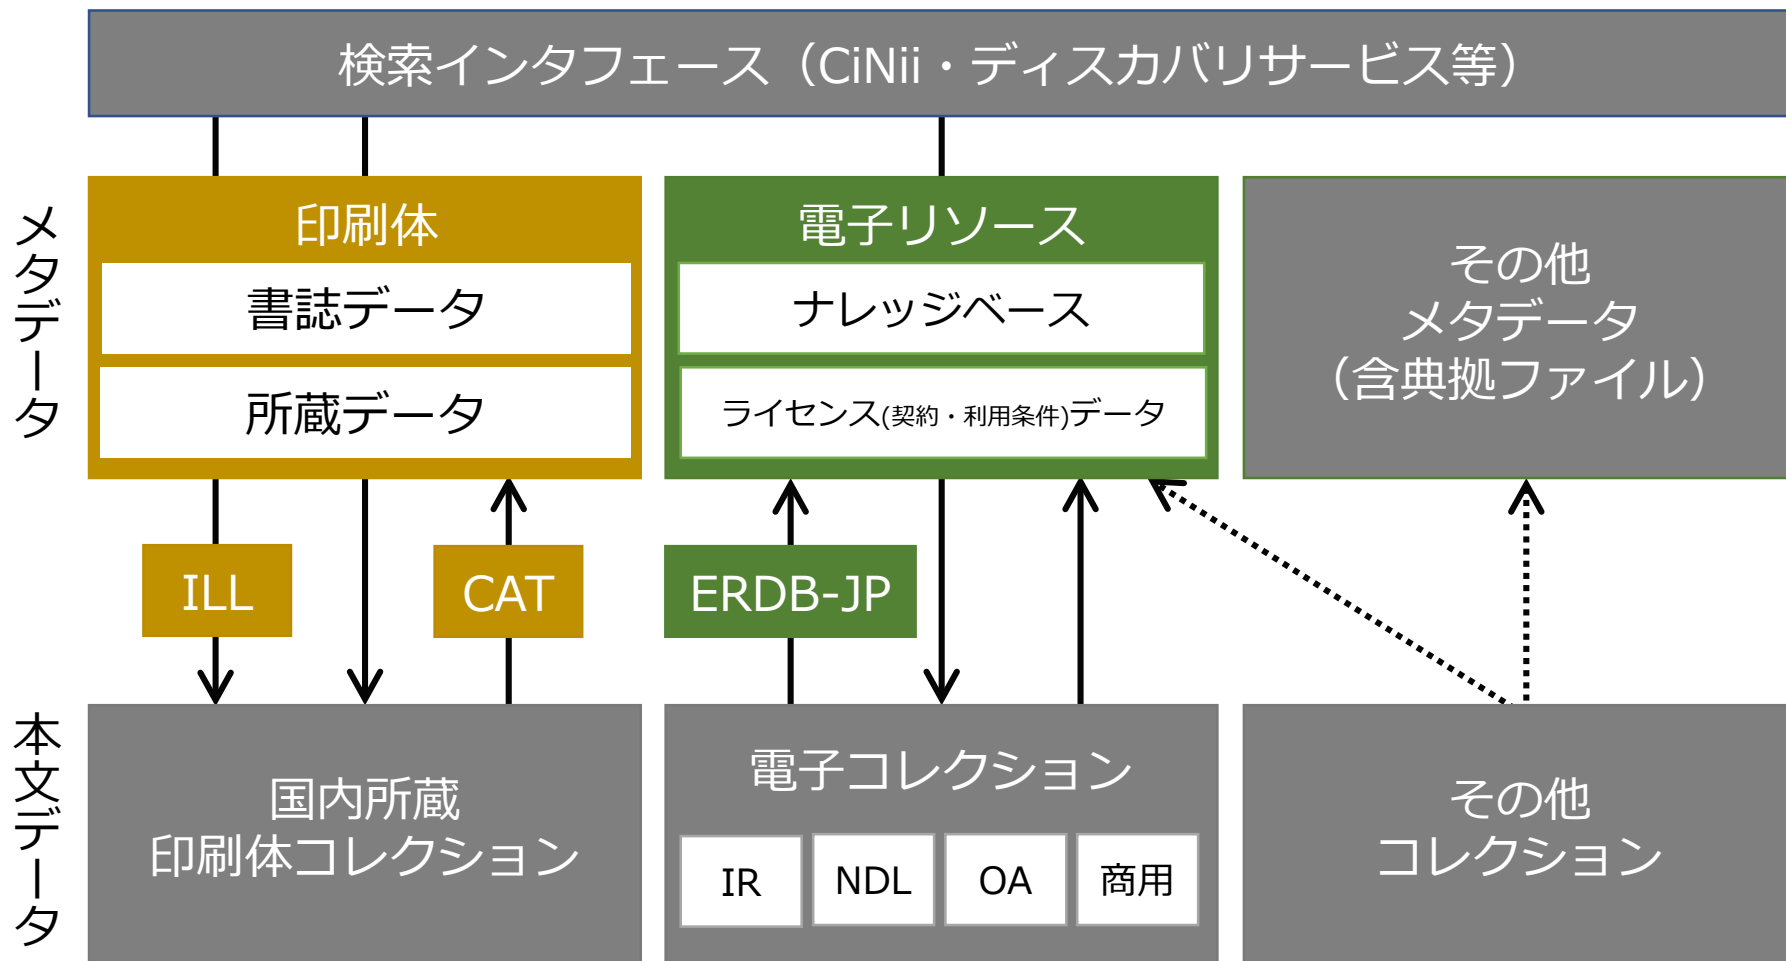 検索インタフェース（CiNii・ディスカバリサービス等）
メタデータ
印刷体
書誌データ
所蔵データ
電子リソース
ナレッジベース
ライセンス(契約・利用条件)データ
その他
メタデータ
（含典拠ファイル）
ILL
CAT
ERDB-JP
本文データ
国内所蔵
印刷体コレクション
電子コレクション
IR
NDL
OA
商用
その他
コレクション